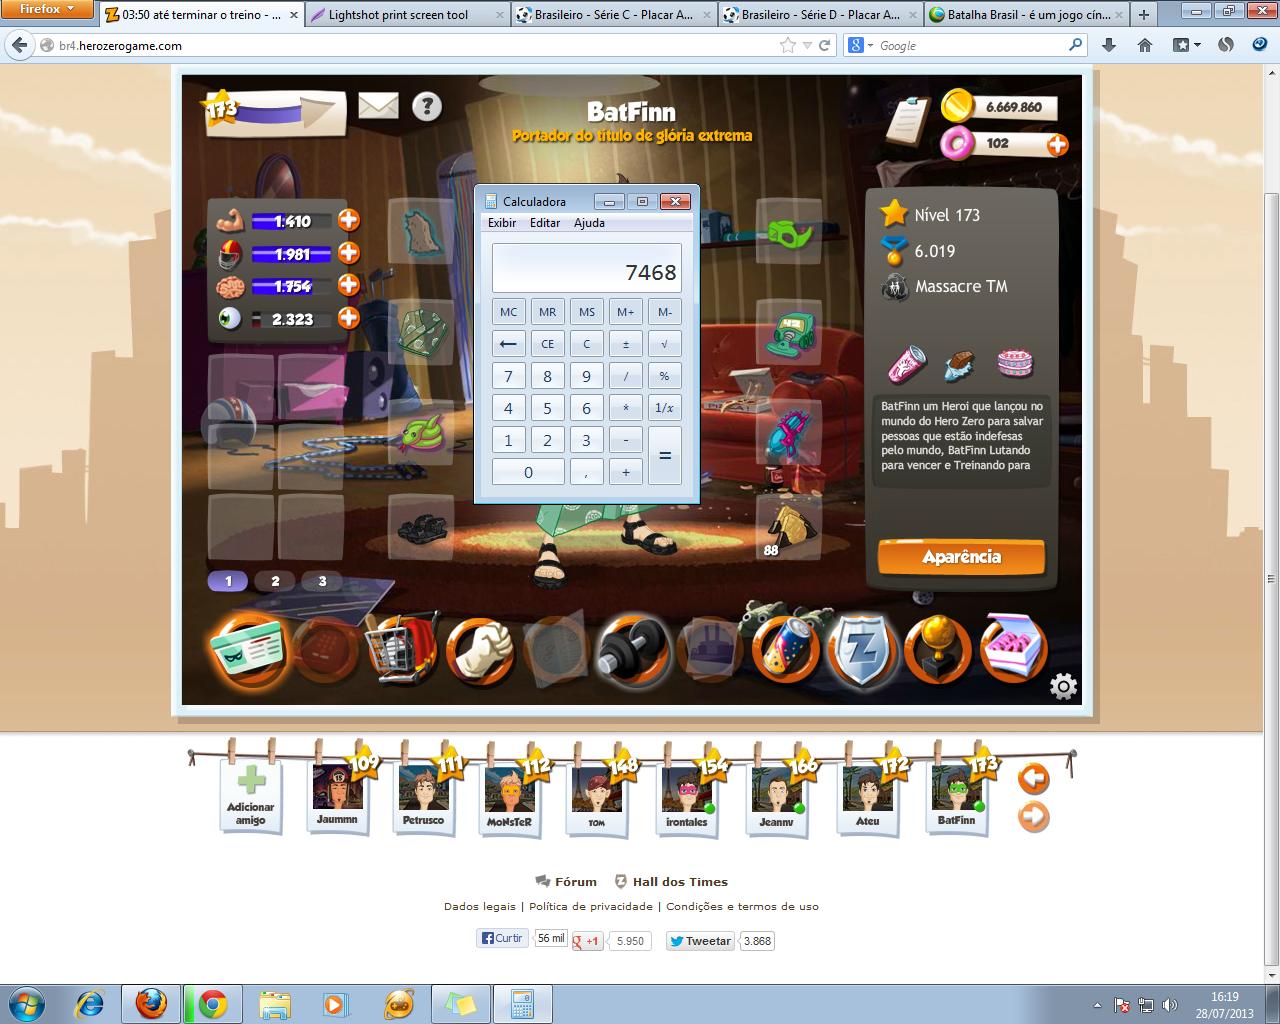 Firefox
03:50 até terminar o treino - ...
Lightshot print screen tool
Brasileiro - Série C - Placar A...
Brasileiro - Série D - Placar A...
Batalha Brasil - é um jogo cín...
br4.herozerogame.com
Google
173
?
BatFinn
Portador do título de glória extrema
6.669.860
102
1.410
1.981
1.754
2.323
Calculadora
Exibir Editar Ajuda
7468
MC MR MS M+ M-
← CE C ± √
7 8 9 / %
4 5 6 * 1/x
1 2 3 - =
0 , +
Nível 173
6.019
Massacre TM
BatFinn um Heroi que lançou no
mundo do Hero Zero para salvar
pessoas que estão indefesas
pelo mundo, BatFinn Lutando
para vencer e Treinando para
88
Aparência
1 2 3
Z
109 111 112 148 154 166 172 173
Adicionar
amigo
Jaummn Petrusco MoNsTeR TOM irontales Jeannv Ateu BatFinn
Fórum Hall dos Times
Dados legais | Política de privacidade | Condições e termos de uso
Curtir 56 mil +1 5.950 Tweetar 3.868
16:19
28/07/2013